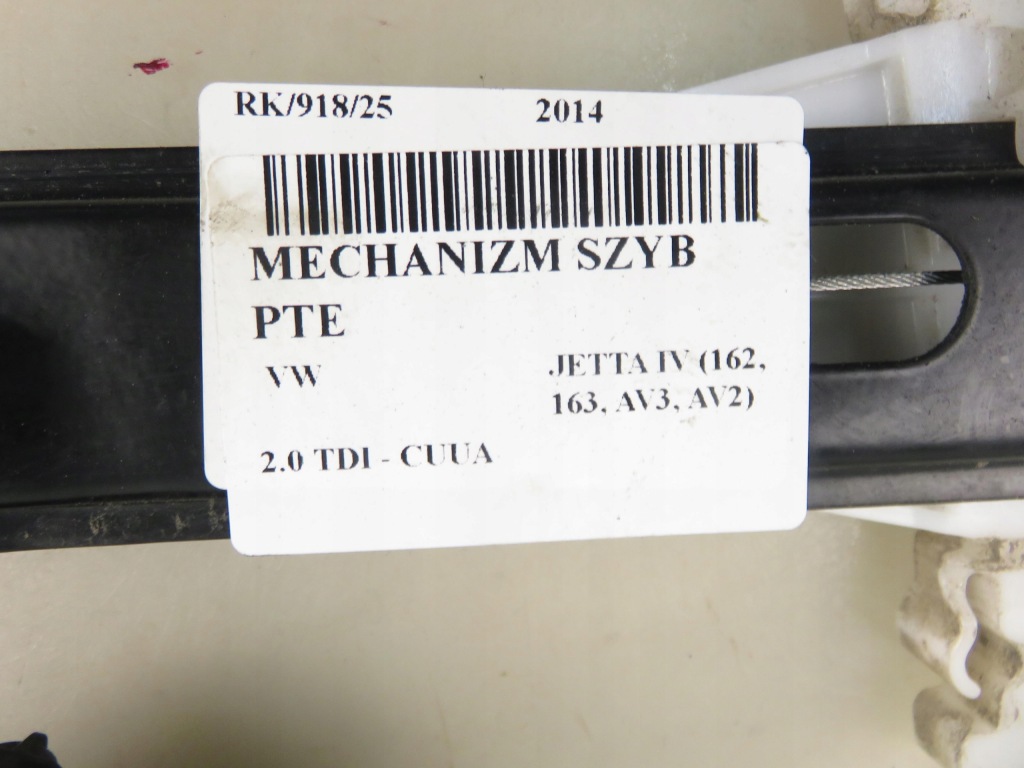 RK/918/25 2014
MECHANIZM SZYB
PTE
VW JETTA IV (162,
163, AV3, AV2)
2.0 TDI - CUUA